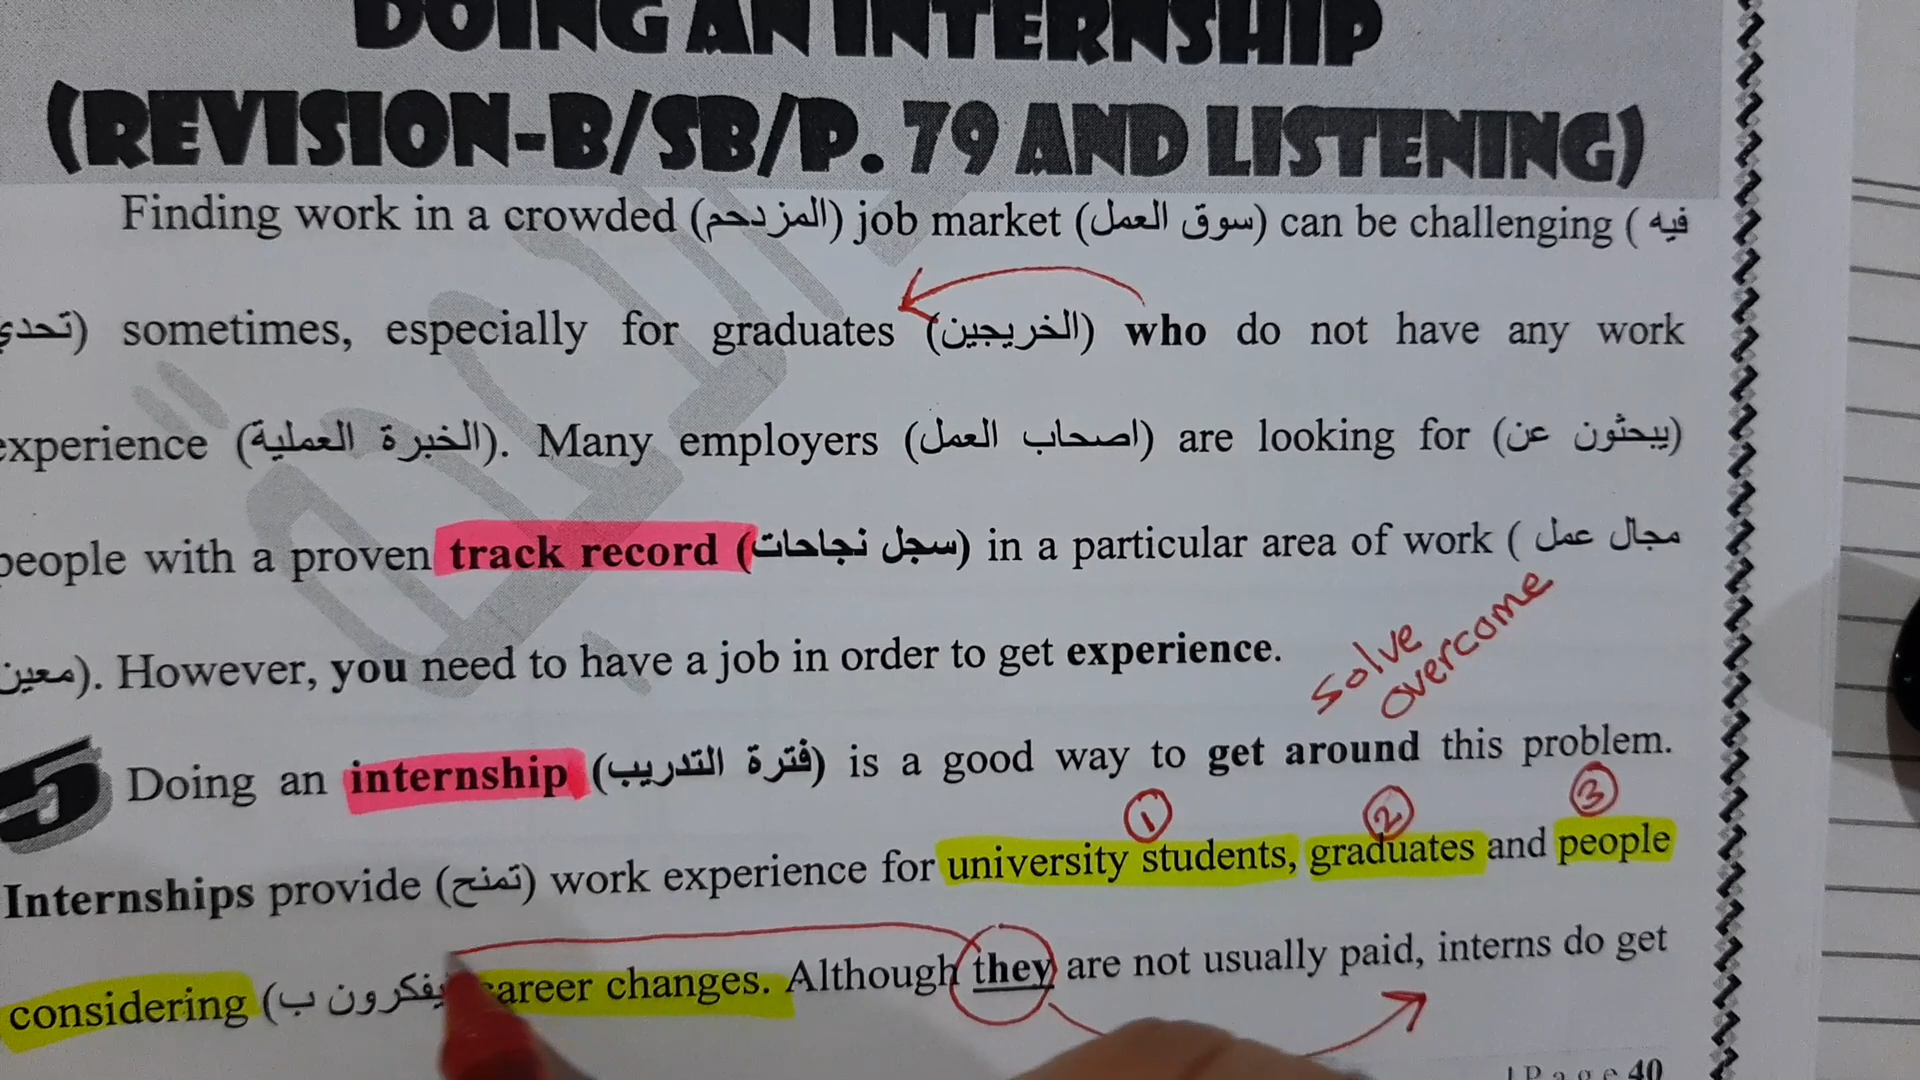 DOING AN INTERNSHIP
(REVISION-B/SB/P. 79 AND LISTENING)
Finding work in a crowded (المزدحم) job market (سوق العمل) can be challenging ( فيه
تحدي) sometimes, especially for graduates (الخريجين) who do not have any work
experience (الخبرة العملية). Many employers (اصحاب العمل) are looking for (يبحثون عن)
people with a proven track record (سجل نجاحات) in a particular area of work ( مجال عمل
معين). However, you need to have a job in order to get experience.
solve
overcome
5 Doing an internship (فترة التدريب) is a good way to get around this problem.
1 2 3
Internships provide (تمنح) work experience for university students, graduates and people
considering (يفكرون ب career changes. Although they are not usually paid, interns do get
| Page 40